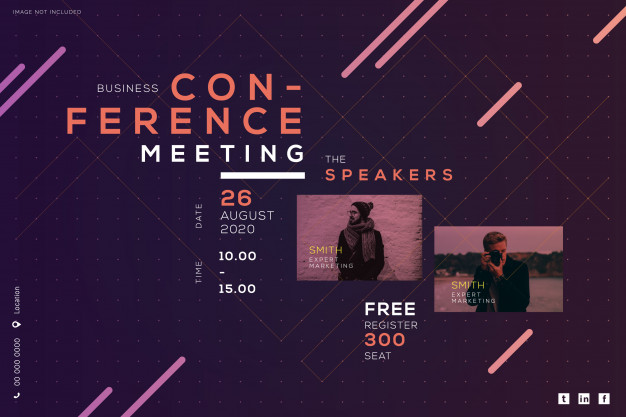 IMAGE NOT INCLUDED
BUSINESS
CON-
FERENCE
MEETING
THE
SPEAKERS
DATE
26
AUGUST
2020
TIME
10.00
-
15.00
SMITH
EXPERT
MARKETING
SMITH
EXPERT
MARKETING
FREE
REGISTER
300
SEAT
Location
00 000 0000
t in f